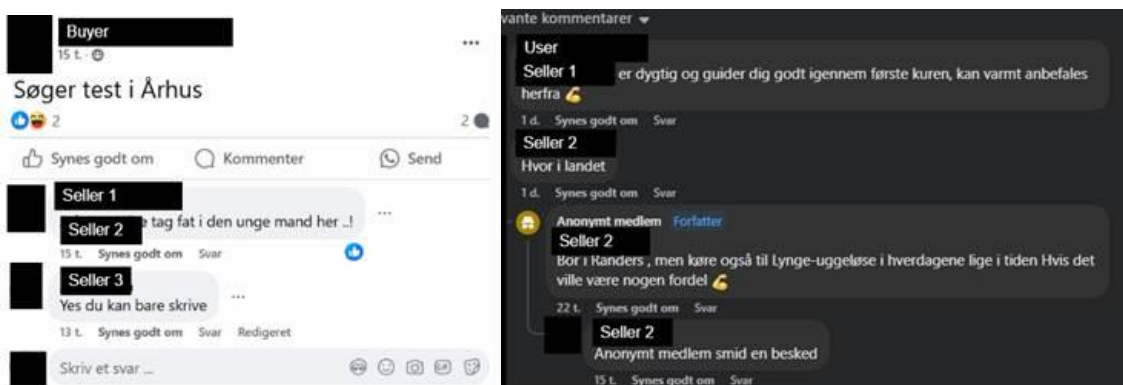 Buyer
15 t.
Søger test i Århus
2
2
Synes godt om Kommenter Send
Seller 1
Seller 2 tag fat i den unge mand her ..!
15 t. Synes godt om Svar
Seller 3
Yes du kan bare skrive
13 t. Synes godt om Svar Redigeret
Skriv et svar ...
vante kommentarer
User
Seller 1 er dygtig og guider dig godt igennem første kuren, kan varmt anbefales
herfra
1 d. Synes godt om Svar
Seller 2
Hvor i landet
1 d. Synes godt om Svar
Anonymt medlem Forfatter
Seller 2
Bor i Randers , men køre også til Lynge-uggeløse i hverdagene lige i tiden Hvis det
ville være nogen fordel
22 t. Synes godt om Svar
Seller 2
Anonymt medlem smid en besked
15 t. Synes godt om Svar